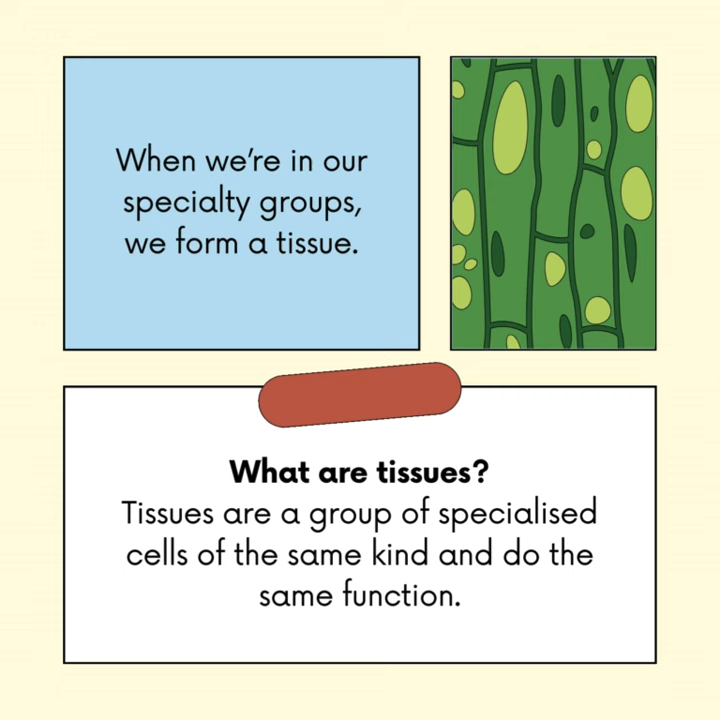 When we're in our
specialty groups,
we form a tissue.
What are tissues?
Tissues are a group of specialised
cells of the same kind and do the
same function.